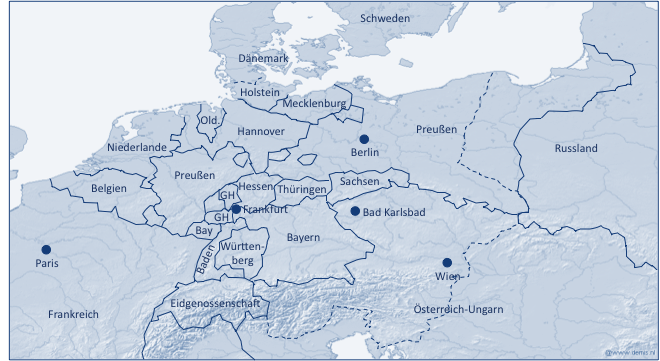 Schweden
Dänemark
Holstein
Mecklenburg
Old.
Hannover
Preußen
Niederlande
Berlin
Russland
Preußen
Belgien
Hessen
Thüringen
Sachsen
GH
Frankfurt
GH
Bad Karlsbad
Bay
Bayern
Württen-
berg
Baden
Paris
Wien
Eidgenossenschaft
Österreich-Ungarn
Frankreich
@www.demis.nl